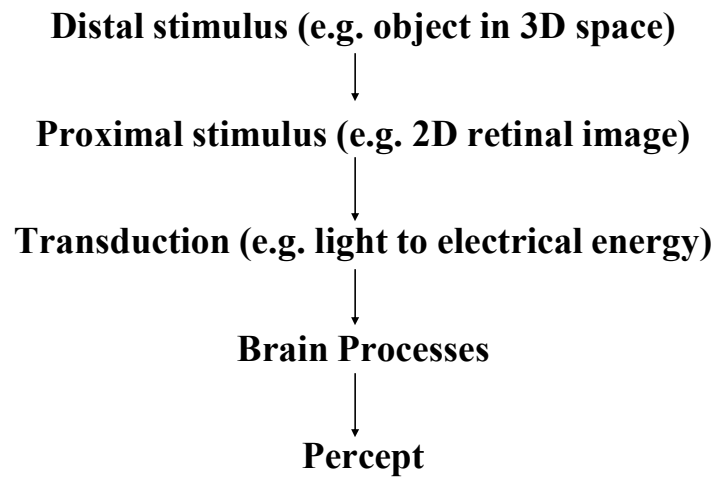 Distal stimulus (e.g. object in 3D space)
Proximal stimulus (e.g. 2D retinal image)
Transduction (e.g. light to electrical energy)
Brain Processes
Percept